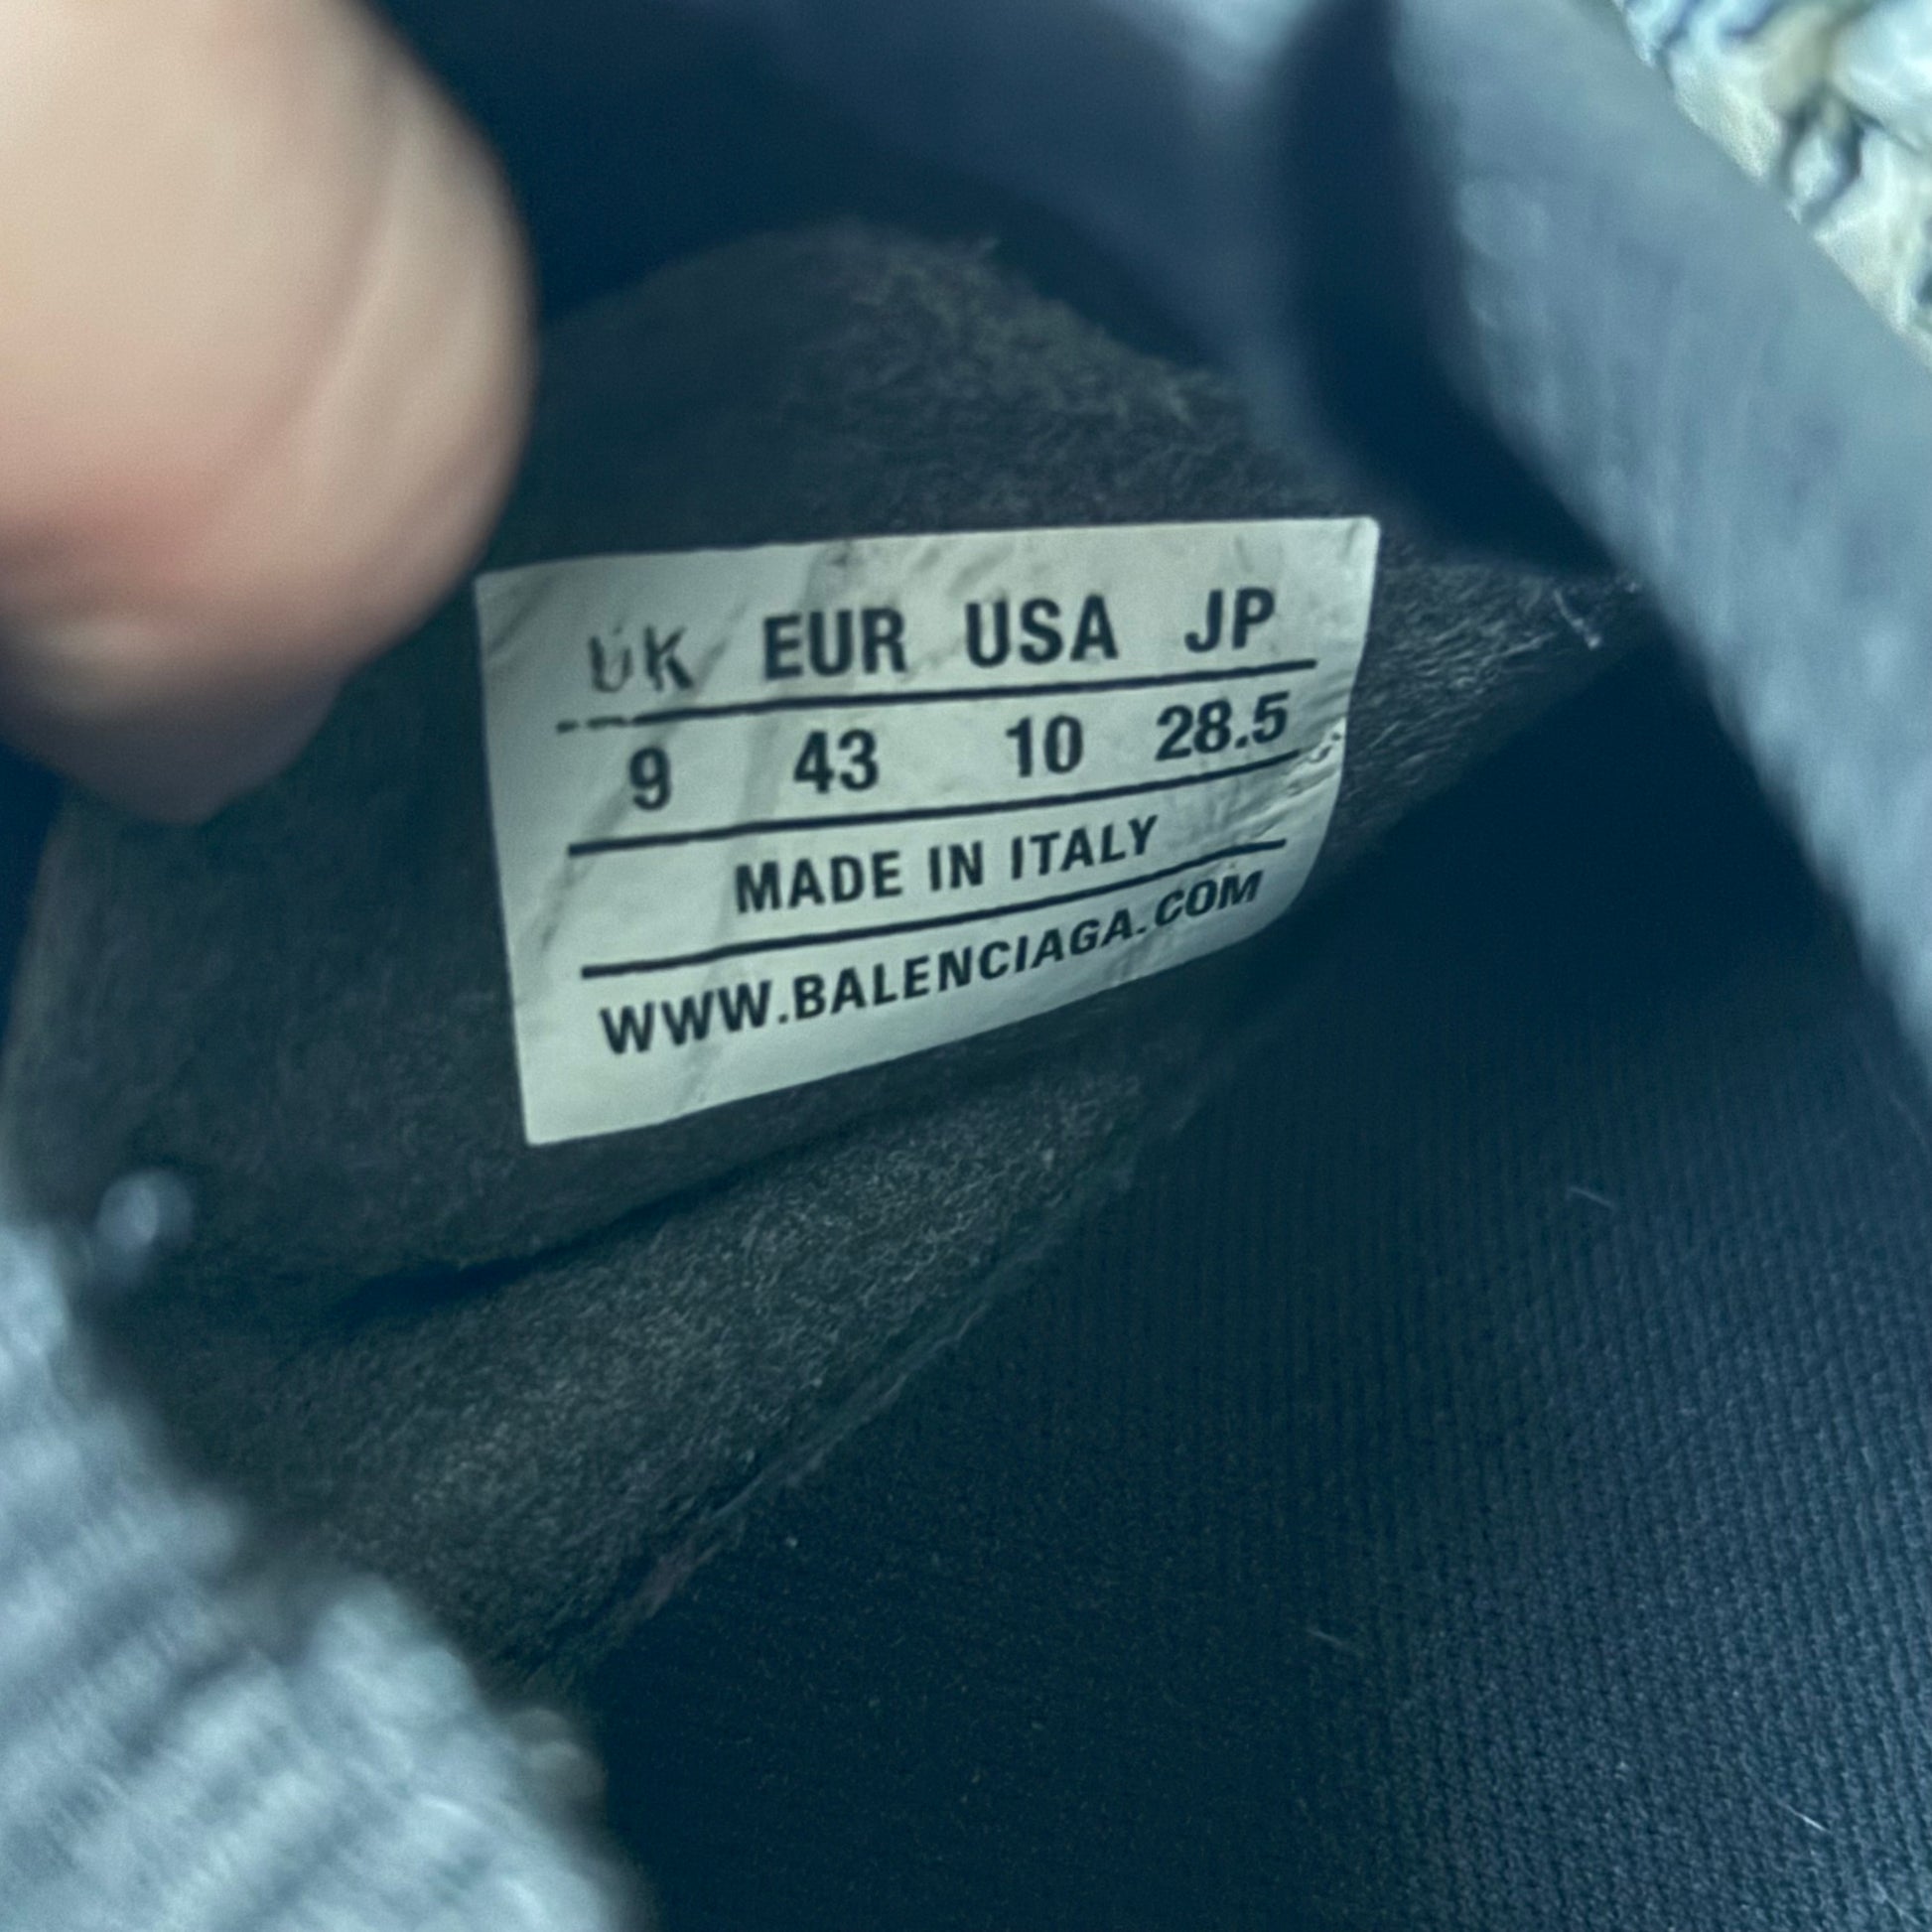 UK EUR USA JP
9 43 10 28.5
MADE IN ITALY
WWW.BALENCIAGA.COM